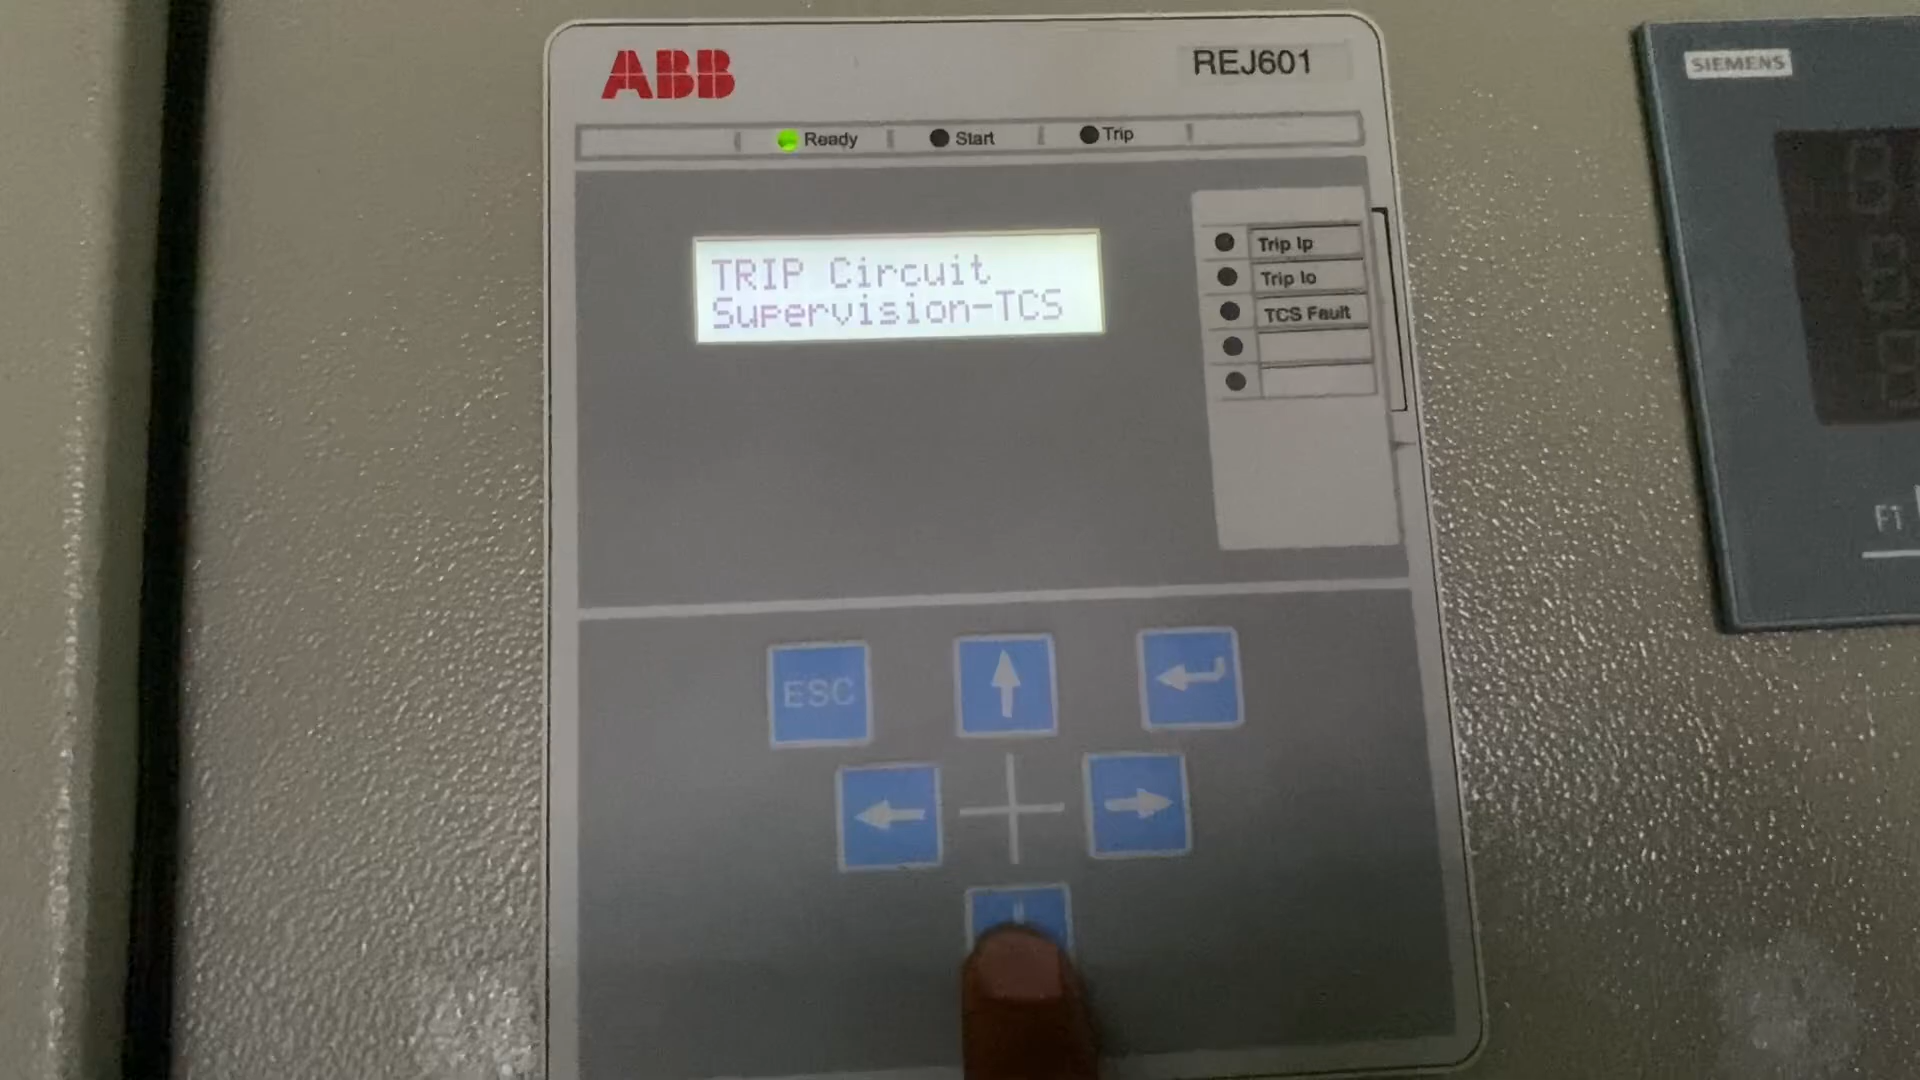 ABB
REJ601
Ready
Start
Trip
TRIP Circuit
Supervision-TCS
Trip Ip
Trip Io
TCS Fault
ESC
SIEMENS
F1